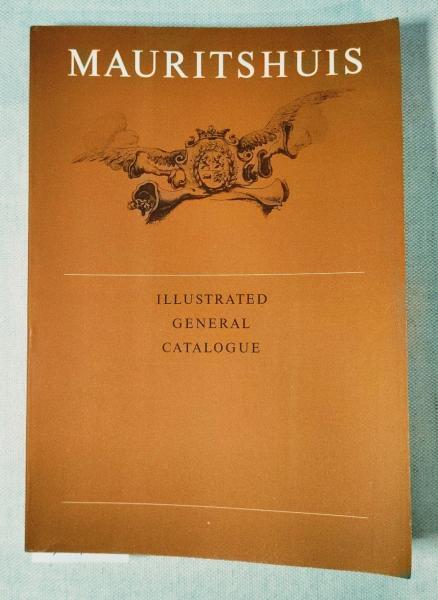 MAURITSHUIS
ILLUSTRATED
GENERAL
CATALOGUE